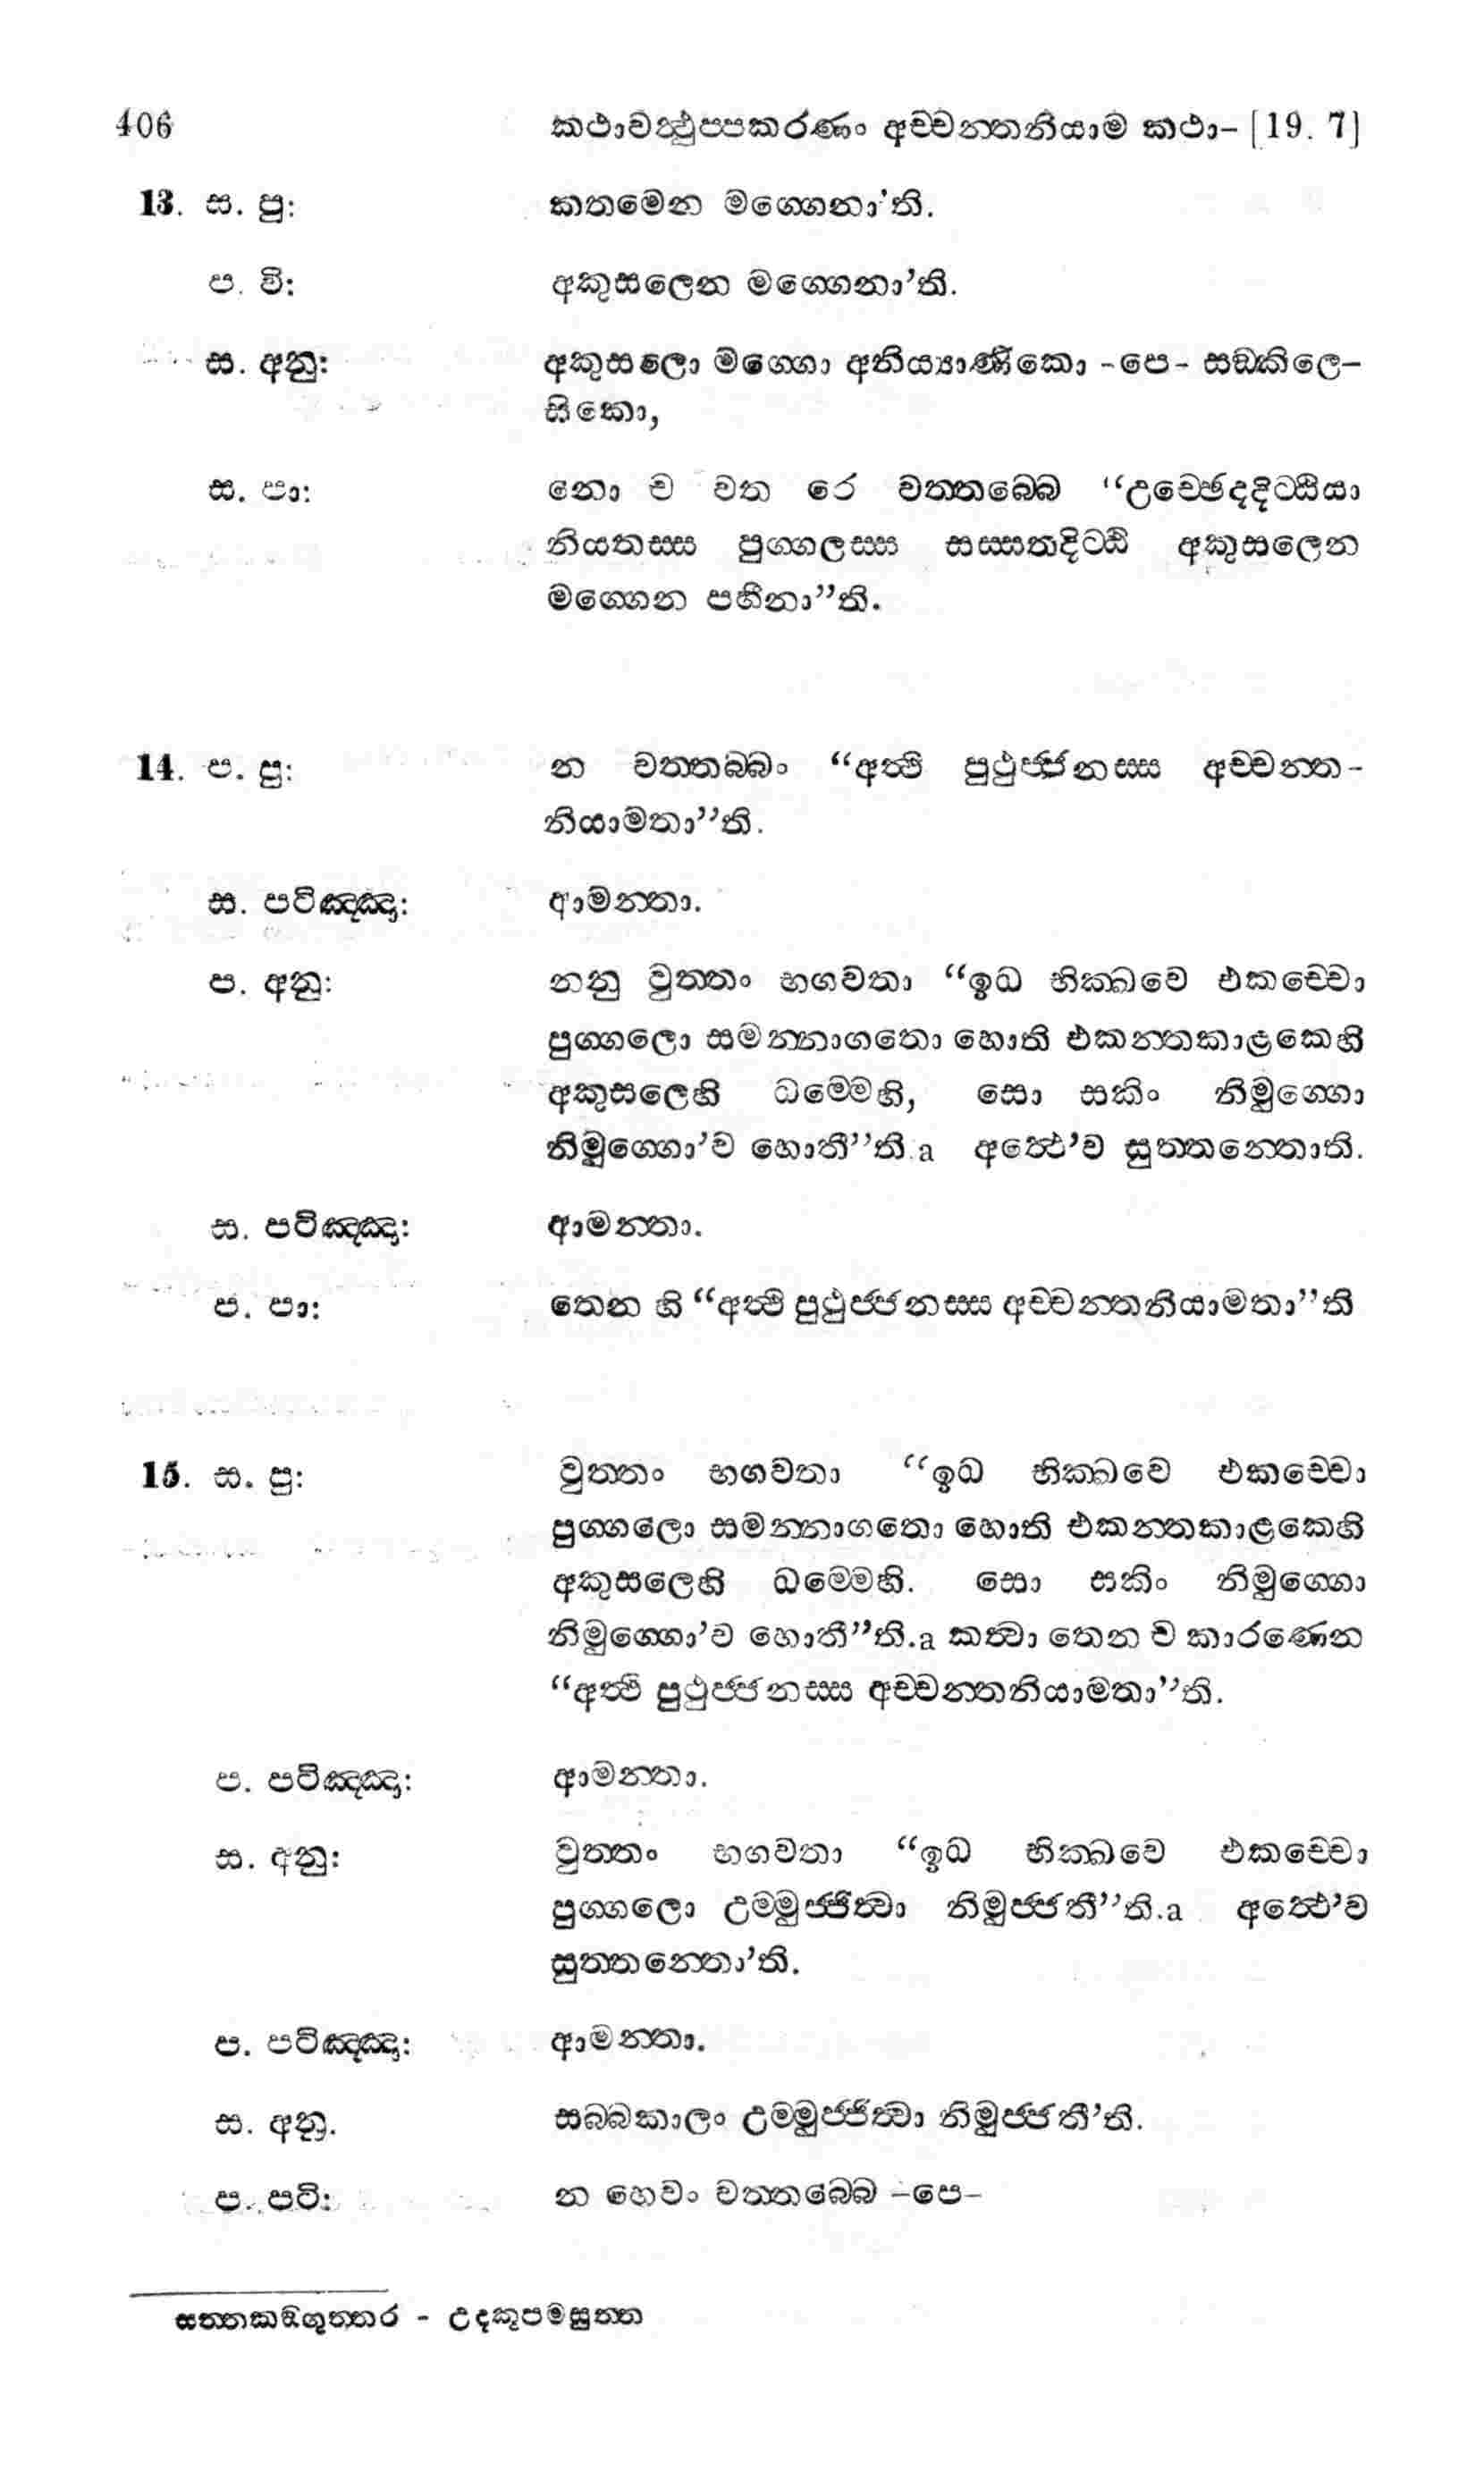 406 කථාවත්‍ථුප්පකරණං අච්චන්තනියාම කථා- [19. 7]
13. ස. පු: කතමෙන මග්ගෙනා'ති.
ප. වි: අකුසලෙන මග්ගෙනා'ති.
ස. අනු: අකුසලො මග්ගො අනිය්‍යාණිකො -පෙ- සඞ්කිලෙ-
සිකො,
ස. පා: නො ච වත රෙ වත්තබ්බෙ “උච්ඡෙදදිට්ඨියා
නියතස්ස පුග්ගලස්ස සස්සතදිට්ඨි අකුසලෙන
මග්ගෙන පහීනා”ති.
14. ප. පු: න වත්තබ්බං “අත්‍ථි පුථුජ්ජනස්ස අච්චන්ත-
නියාමතා”ති.
ස. පටිඤ්ඤා: ආමන්තා.
ප. අනු: නනු වුත්තං භගවතා “ඉධ භික්ඛවෙ එකච්චො
පුග්ගලො සමන්නාගතො හොති එකන්තකාළකෙහි
අකුසලෙහි ධම්මෙහි, සො සකිං නිමුග්ගො
නිමුග්ගො'ව හොතී”ති.a අත්‍ථෙ'ව සුත්තන්තොති.
ස. පටිඤ්ඤා: ආමන්තා.
ප. පා: තෙන හි “අත්‍ථි පුථුජ්ජනස්ස අච්චන්තනියාමතා”ති
15. ස. පු: වුත්තං භගවතා “ඉධ භික්ඛවෙ එකච්චො
පුග්ගලො සමන්නාගතො හොති එකන්තකාළකෙහි
අකුසලෙහි ධම්මෙහි. සො සකිං නිමුග්ගො
නිමුග්ගො'ව හොතී”ති.a කත්‍වා තෙන ච කාරණෙන
“අත්‍ථි පුථුජ්ජනස්ස අච්චන්තනියාමතා”ති.
ප. පටිඤ්ඤා: ආමන්තා.
ස. අනු: වුත්තං භගවතා “ඉධ භික්ඛවෙ එකච්චො
පුග්ගලො උම්මුජ්ජිත්‍වා නිමුජ්ජතී”ති.a අත්‍ථෙ'ව
සුත්තන්තො'ති.
ප. පටිඤ්ඤා: ආමන්තා.
ස. අනු. සබ්බකාලං උම්මුජ්ජිත්‍වා නිමුජ්ජතී'ති.
ප. පටි: න හෙවං වත්තබ්බෙ -පෙ-
සත්තකඞ්ගුත්තර - උදකූපමසුත්ත